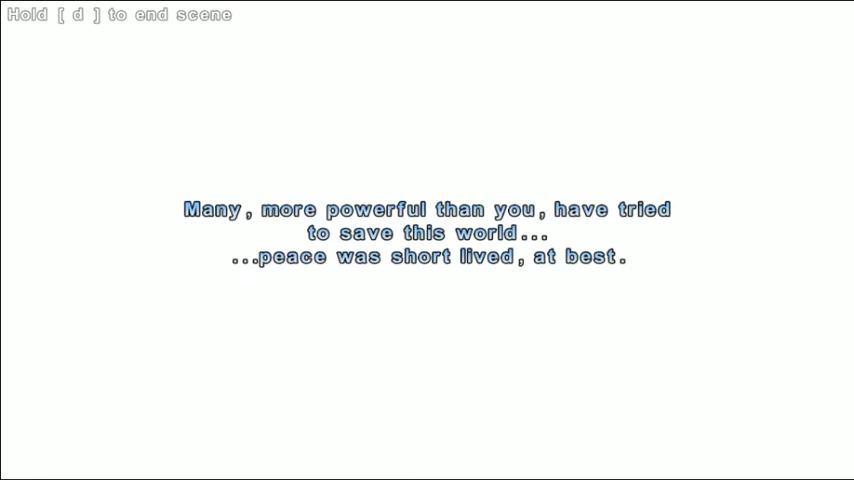 Hold [ d ] to end scene
Many, more powerful than you, have tried
to save this world...
...peace was short lived, at best.